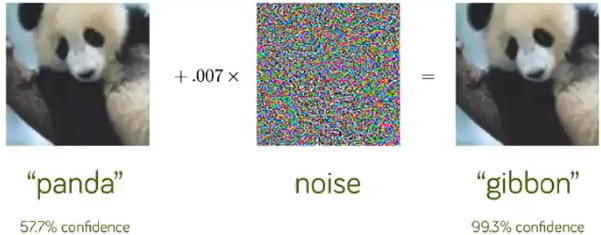 + .007 ×
=
“panda”
noise
“gibbon”
57.7% confidence
99.3% confidence